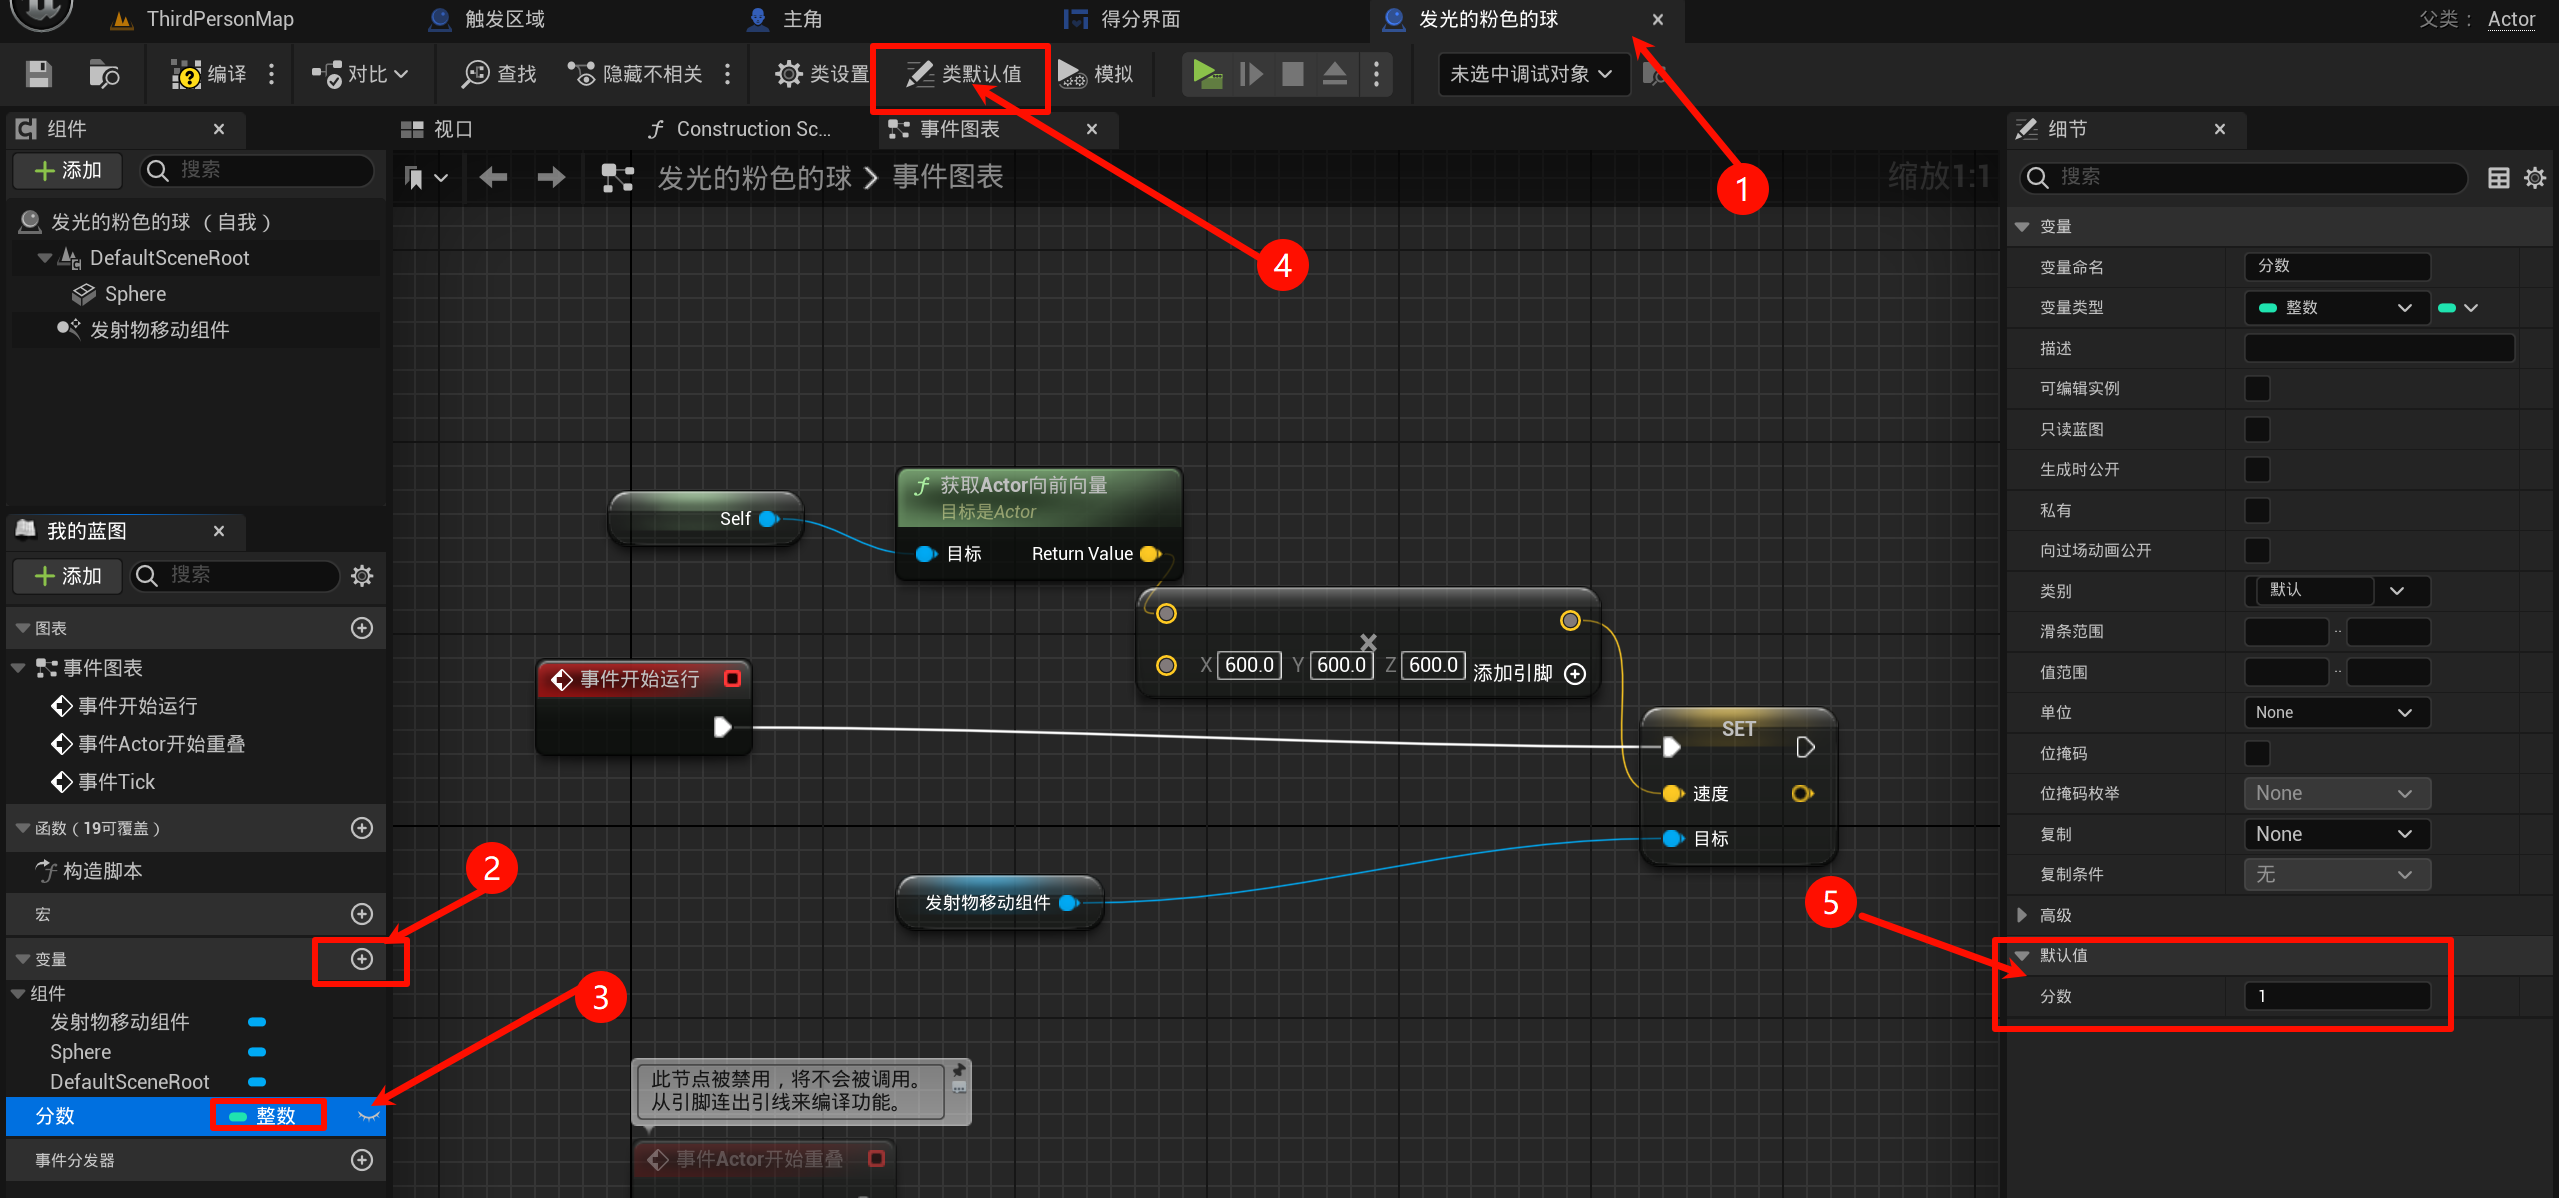 ThirdPersonMap
触发区域
主角
得分界面
发光的粉色的球
父类： Actor
编译
对比
查找
隐藏不相关
类设置
类默认值
模拟
未选中调试对象
组件
视口
Construction Sc...
事件图表
细节
添加
搜索
发光的粉色的球 > 事件图表
缩放1:1
搜索
发光的粉色的球（自我）
DefaultSceneRoot
Sphere
发射物移动组件
1
4
变量
变量命名
分数
变量类型
整数
描述
可编辑实例
只读蓝图
生成时公开
私有
向过场动画公开
类别
默认
滑条范围
值范围
单位
None
位掩码
位掩码枚举
None
复制
None
复制条件
无
高级
默认值
分数
1
5
我的蓝图
添加
搜索
图表
事件图表
事件开始运行
事件Actor开始重叠
事件Tick
函数（19可覆盖）
构造脚本
宏
变量
组件
发射物移动组件
Sphere
DefaultSceneRoot
分数
整数
事件分发器
2
3
Self
获取Actor向前向量
目标是Actor
目标
Return Value
X 600.0 Y 600.0 Z 600.0 添加引脚
事件开始运行
SET
速度
目标
发射物移动组件
此节点被禁用，将不会被调用。
从引脚连出引线来编译功能。
事件Actor开始重叠